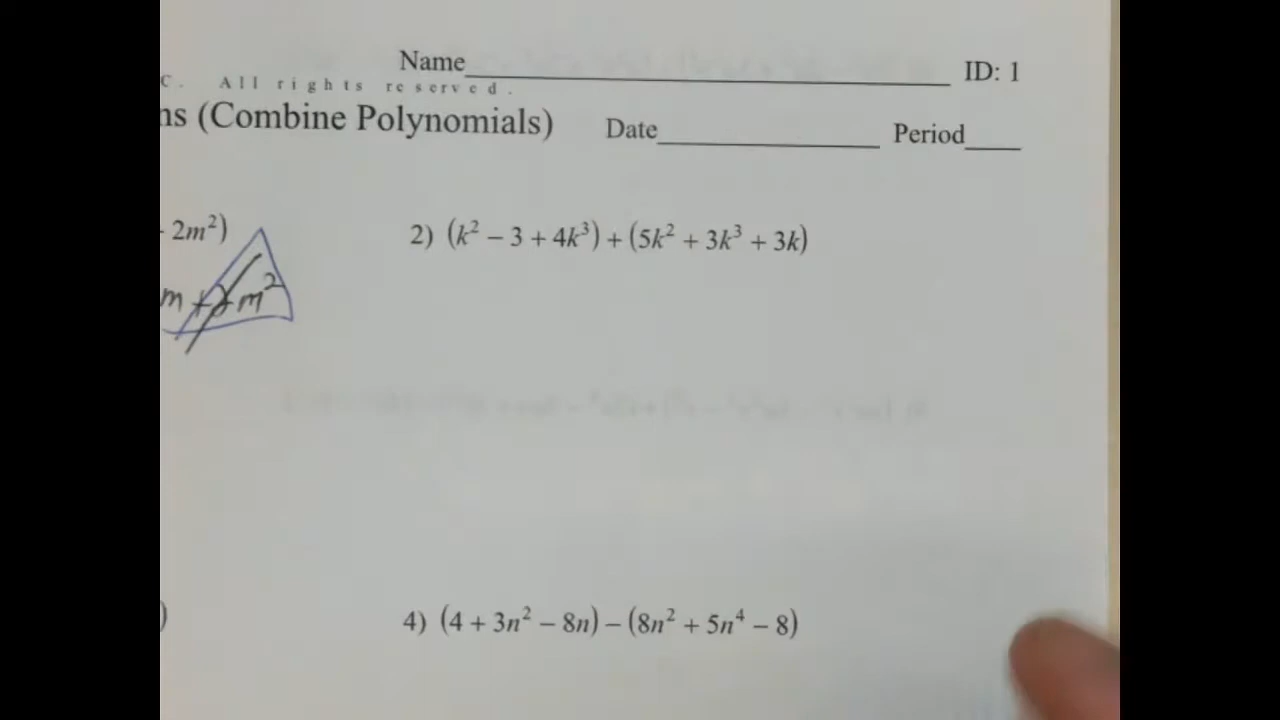 Name ID: 1
C. All rights reserved.
ns (Combine Polynomials) Date Period
- 2m²)
2) (k² – 3 + 4k³) + (5k² + 3k³ + 3k)
m + 2m²
)
4) (4 + 3n² – 8n) – (8n² + 5n⁴ – 8)